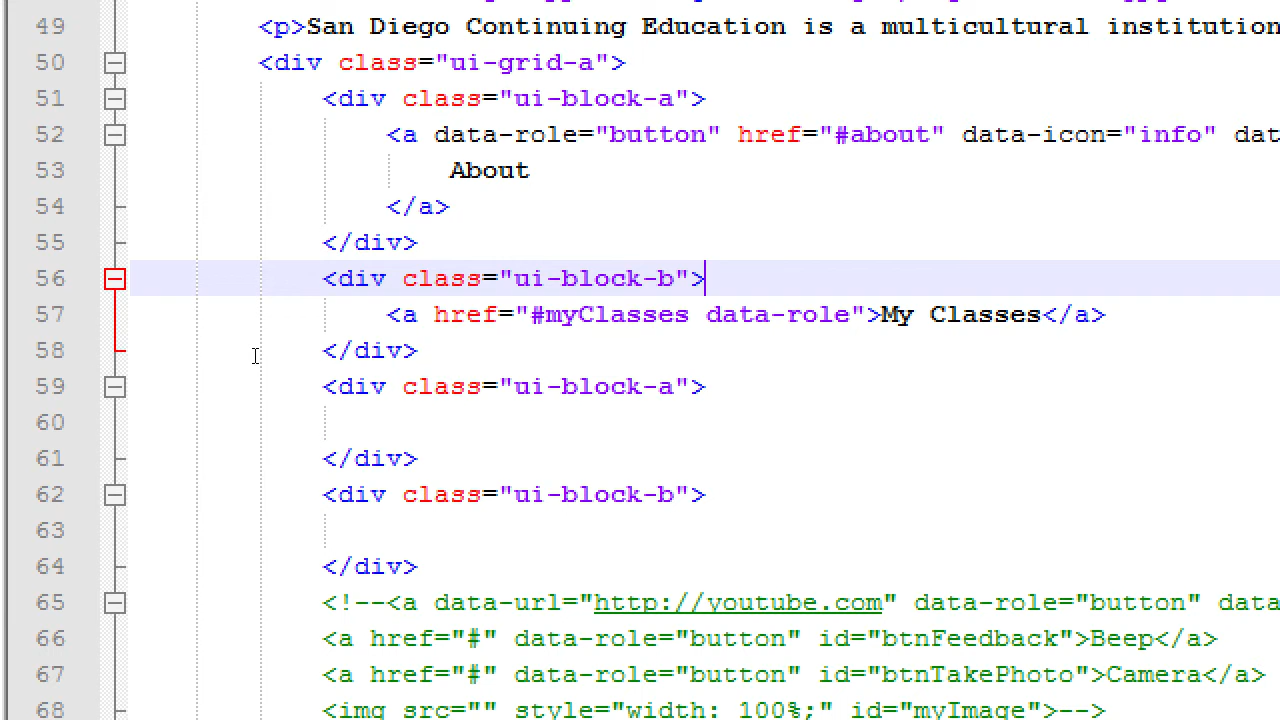 49 <p>San Diego Continuing Education is a multicultural institution
50 <div class="ui-grid-a">
51 <div class="ui-block-a">
52 <a data-role="button" href="#about" data-icon="info" dat
53 About
54 </a>
55 </div>
56 <div class="ui-block-b">
57 <a href="#myClasses data-role">My Classes</a>
58 </div>
59 <div class="ui-block-a">
60
61 </div>
62 <div class="ui-block-b">
63
64 </div>
65 <!--<a data-url="http://youtube.com" data-role="button" data
66 <a href="#" data-role="button" id="btnFeedback">Beep</a>
67 <a href="#" data-role="button" id="btnTakePhoto">Camera</a>
68 <img src="" style="width: 100%;" id="myImage">-->